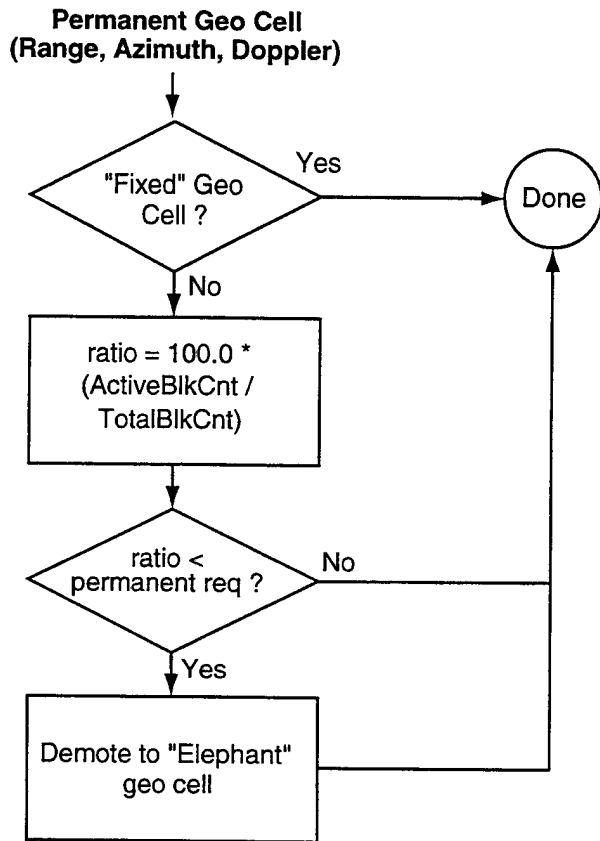 Permanent Geo Cell
(Range, Azimuth, Doppler)
"Fixed" Geo
Cell ?
Yes
Done
No
ratio = 100.0 *
(ActiveBlkCnt /
TotalBlkCnt)
ratio <
permanent req ?
No
Yes
Demote to "Elephant"
geo cell